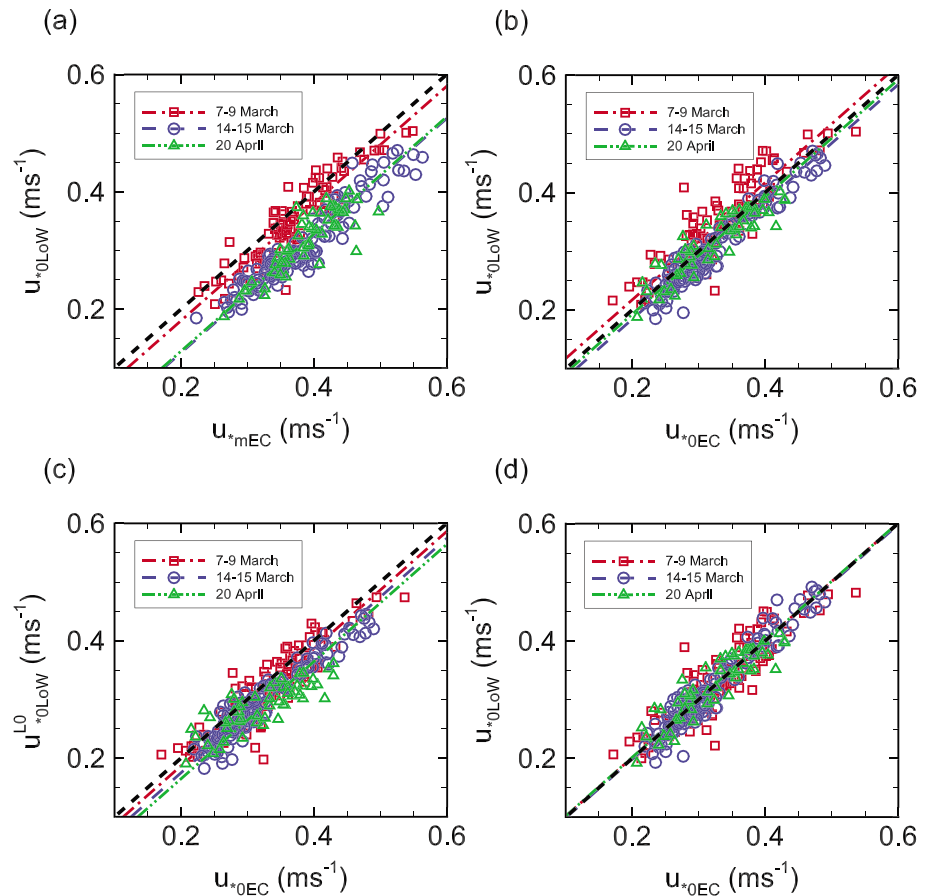 (a)
(b)
0.6
0.4
0.2
u*0LoW (ms-1)
7-9 March
14-15 March
20 April
0.2
0.4
0.6
u*mEC (ms-1)
0.6
0.4
0.2
u*0LoW (ms-1)
7-9 March
14-15 March
20 April
0.2
0.4
0.6
u*0EC (ms-1)
(c)
(d)
0.6
0.4
0.2
uL0*0LoW (ms-1)
7-9 March
14-15 March
20 April
0.2
0.4
0.6
u*0EC (ms-1)
0.6
0.4
0.2
u*0LoW (ms-1)
7-9 March
14-15 March
20 April
0.2
0.4
0.6
u*0EC (ms-1)